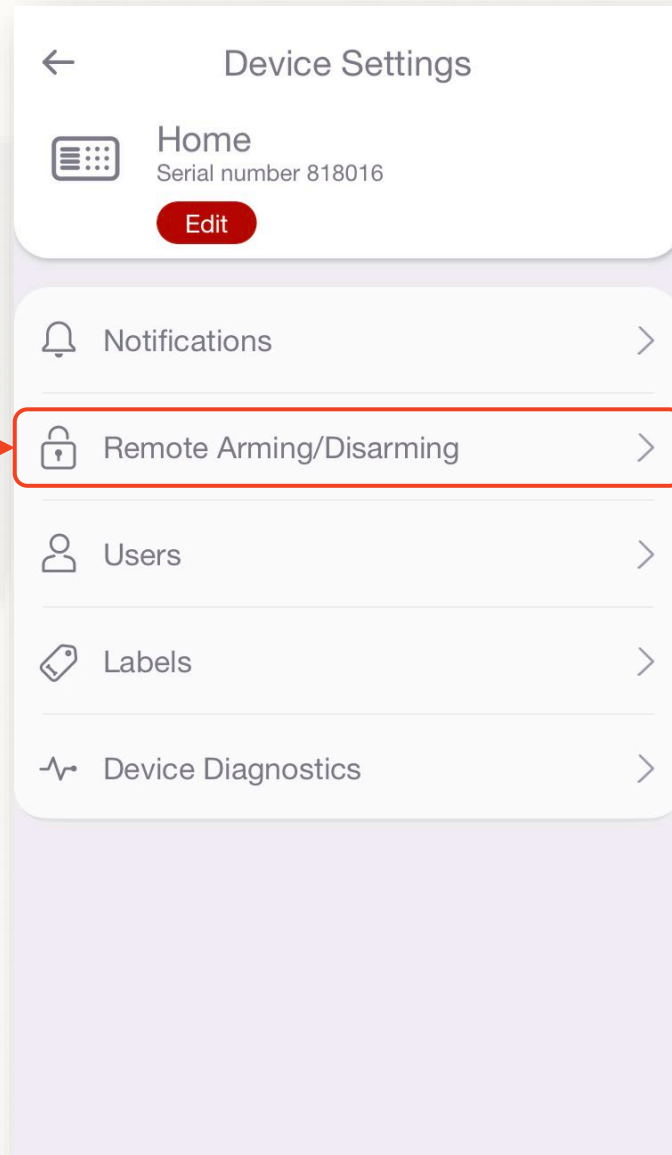 Device Settings
Home
Serial number 818016
Edit
Notifications
Remote Arming/Disarming
Users
Labels
Device Diagnostics